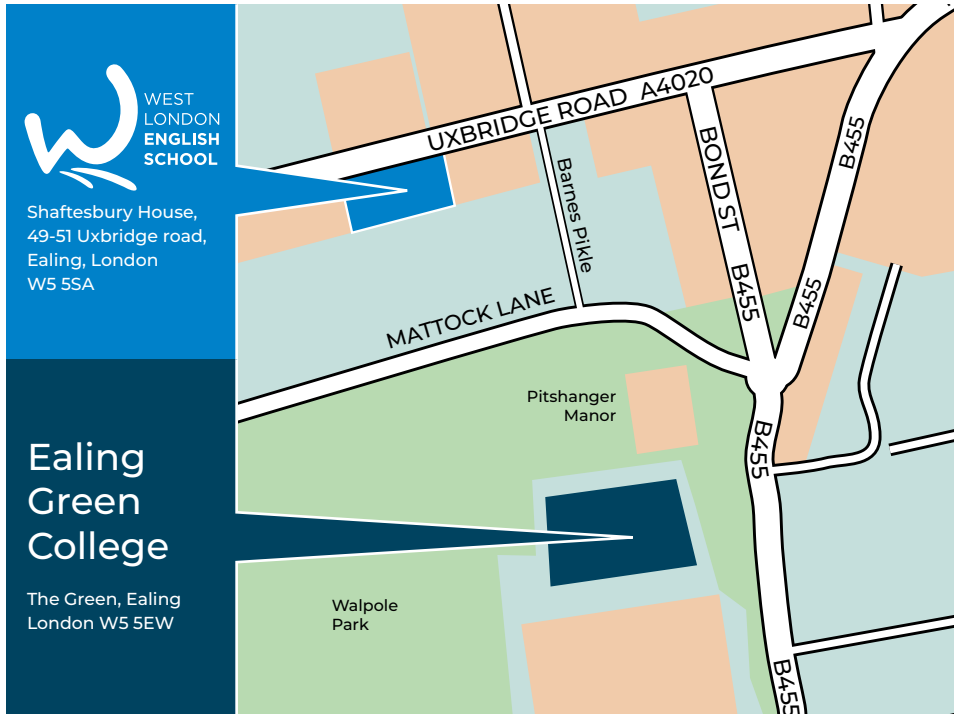 WEST
LONDON
ENGLISH
SCHOOL
Shaftesbury House,
49-51 Uxbridge road,
Ealing, London
W5 5SA
Ealing
Green
College
The Green, Ealing
London W5 5EW
UXBRIDGE ROAD A4020
BOND ST B455
B455
B455
Barnes Pikle
MATTOCK LANE
Pitshanger
Manor
B455
Walpole
Park
B455